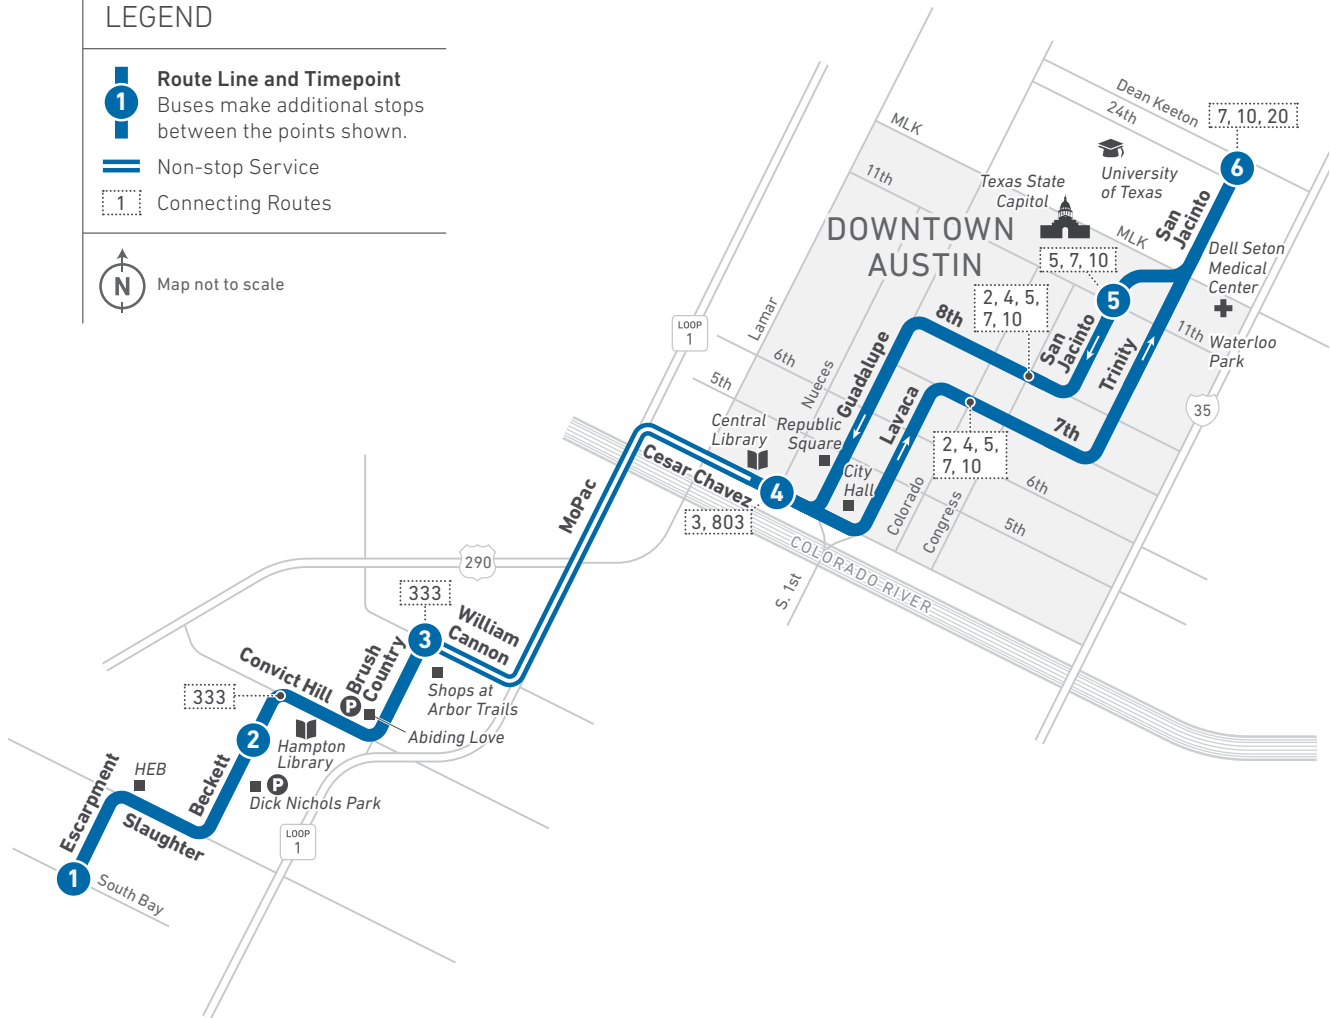 LEGEND
1
Route Line and Timepoint
Buses make additional stops
between the points shown.
Non-stop Service
1
Connecting Routes
N
Map not to scale
Dean Keeton
24th
7, 10, 20
6
MLK
11th
University
of Texas
Texas State
Capitol
San
Jacinto
MLK
DOWNTOWN
AUSTIN
Dell Seton
Medical
Center
5, 7, 10
5
2, 4, 5,
7, 10
8th
San
Jacinto
11th
Waterloo
Park
Trinity
LOOP
1
Lamar
6th
5th
Nueces
Guadalupe
Lavaca
35
Central
Library
Republic
Square
7th
2, 4, 5,
7, 10
City
Hall
Cesar Chavez
4
3, 803
MoPac
Colorado
Congress
6th
5th
COLORADO RIVER
S. 1st
290
333
3
William
Cannon
Brush
Country
P
Shops at
Arbor Trails
Abiding Love
Convict Hill
333
2
Hampton
Library
Beckett
P
Dick Nichols Park
HEB
Escarpment
Slaughter
LOOP
1
1
South Bay